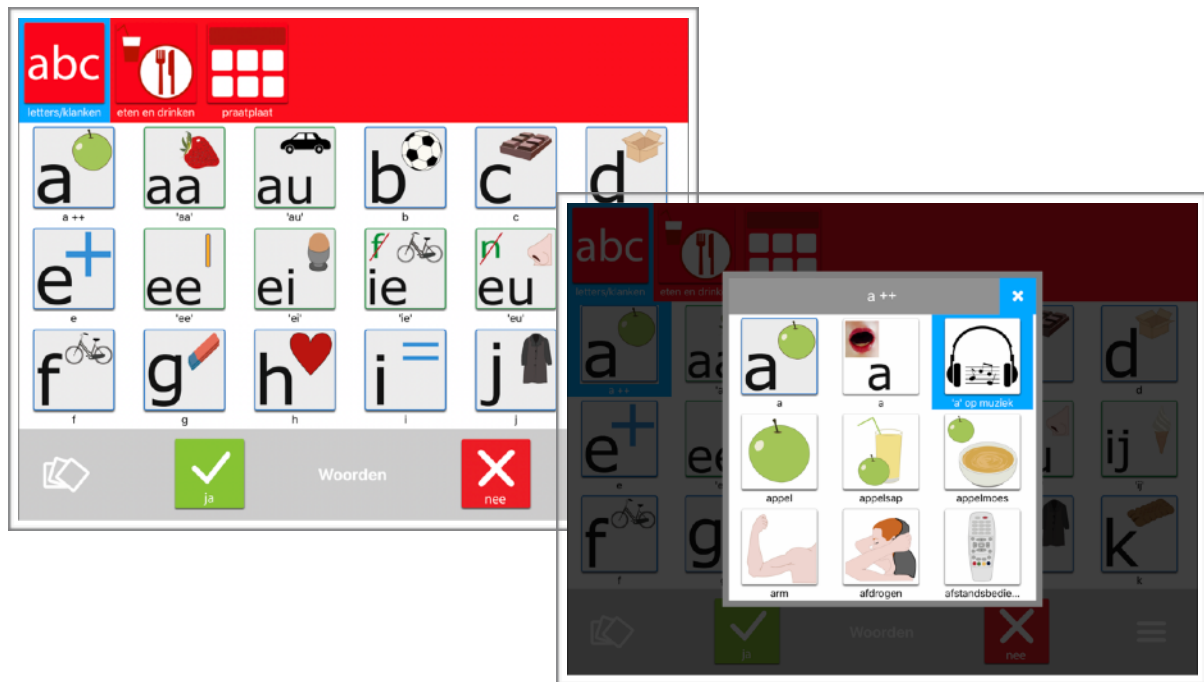 abc
letters/klanken eten en drinken praatplaat
a aa au b c d
a ++ 'aa' 'au' b c
e ee ei f ie n eu
e 'ee' 'ei' 'ie' 'eu'
f g h i j
f g h i j
ja Woorden nee
abc
letters/klanken eten en drink
a ++
a a
a a 'a' op muziek
appel appelsap appelmoes
arm afdrogen afstandsbedie...
a d
a ++ d
e ij
e 'ij'
f g k
f k
ja Woorden nee